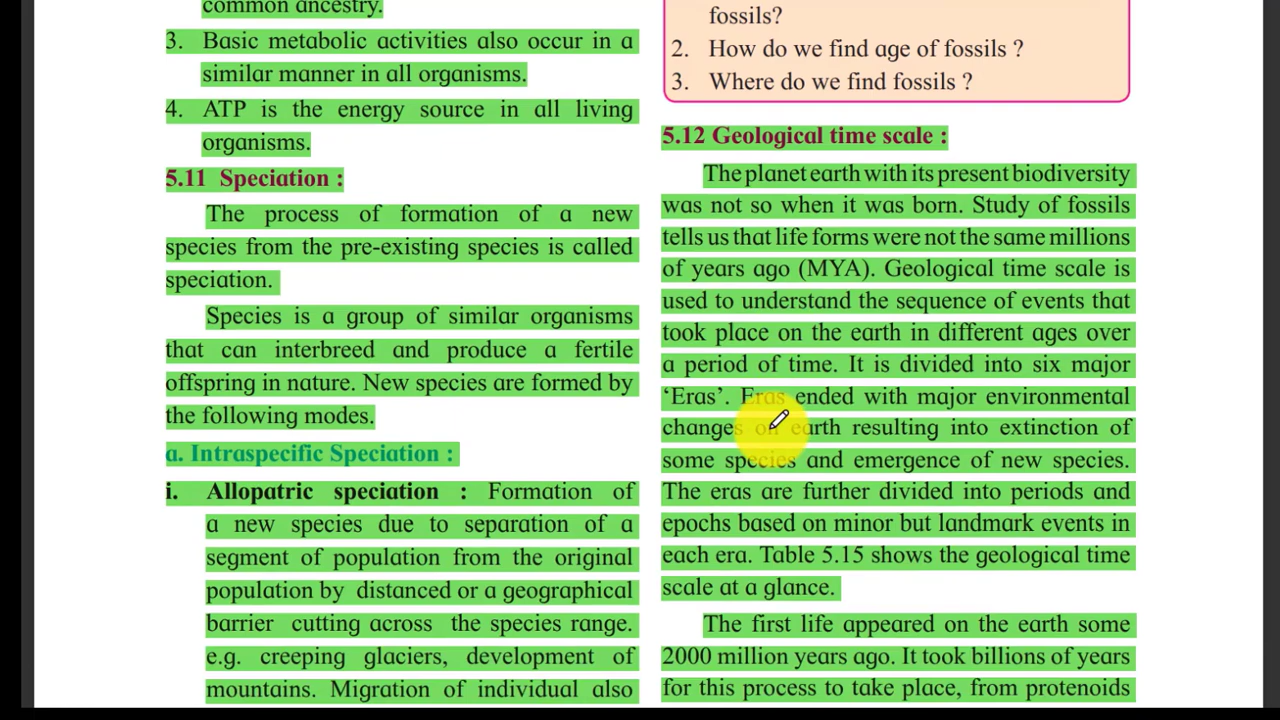 common ancestry.
3. Basic metabolic activities also occur in a
similar manner in all organisms.
4. ATP is the energy source in all living
organisms.
5.11 Speciation :
The process of formation of a new
species from the pre-existing species is called
speciation.
Species is a group of similar organisms
that can interbreed and produce a fertile
offspring in nature. New species are formed by
the following modes.
a. Intraspecific Speciation :
i. Allopatric speciation : Formation of
a new species due to separation of a
segment of population from the original
population by distanced or a geographical
barrier cutting across the species range.
e.g. creeping glaciers, development of
mountains. Migration of individual also
fossils?
2. How do we find age of fossils ?
3. Where do we find fossils ?
5.12 Geological time scale :
The planet earth with its present biodiversity
was not so when it was born. Study of fossils
tells us that life forms were not the same millions
of years ago (MYA). Geological time scale is
used to understand the sequence of events that
took place on the earth in different ages over
a period of time. It is divided into six major
‘Eras’. Eras ended with major environmental
changes on earth resulting into extinction of
some species and emergence of new species.
The eras are further divided into periods and
epochs based on minor but landmark events in
each era. Table 5.15 shows the geological time
scale at a glance.
The first life appeared on the earth some
2000 million years ago. It took billions of years
for this process to take place, from protenoids